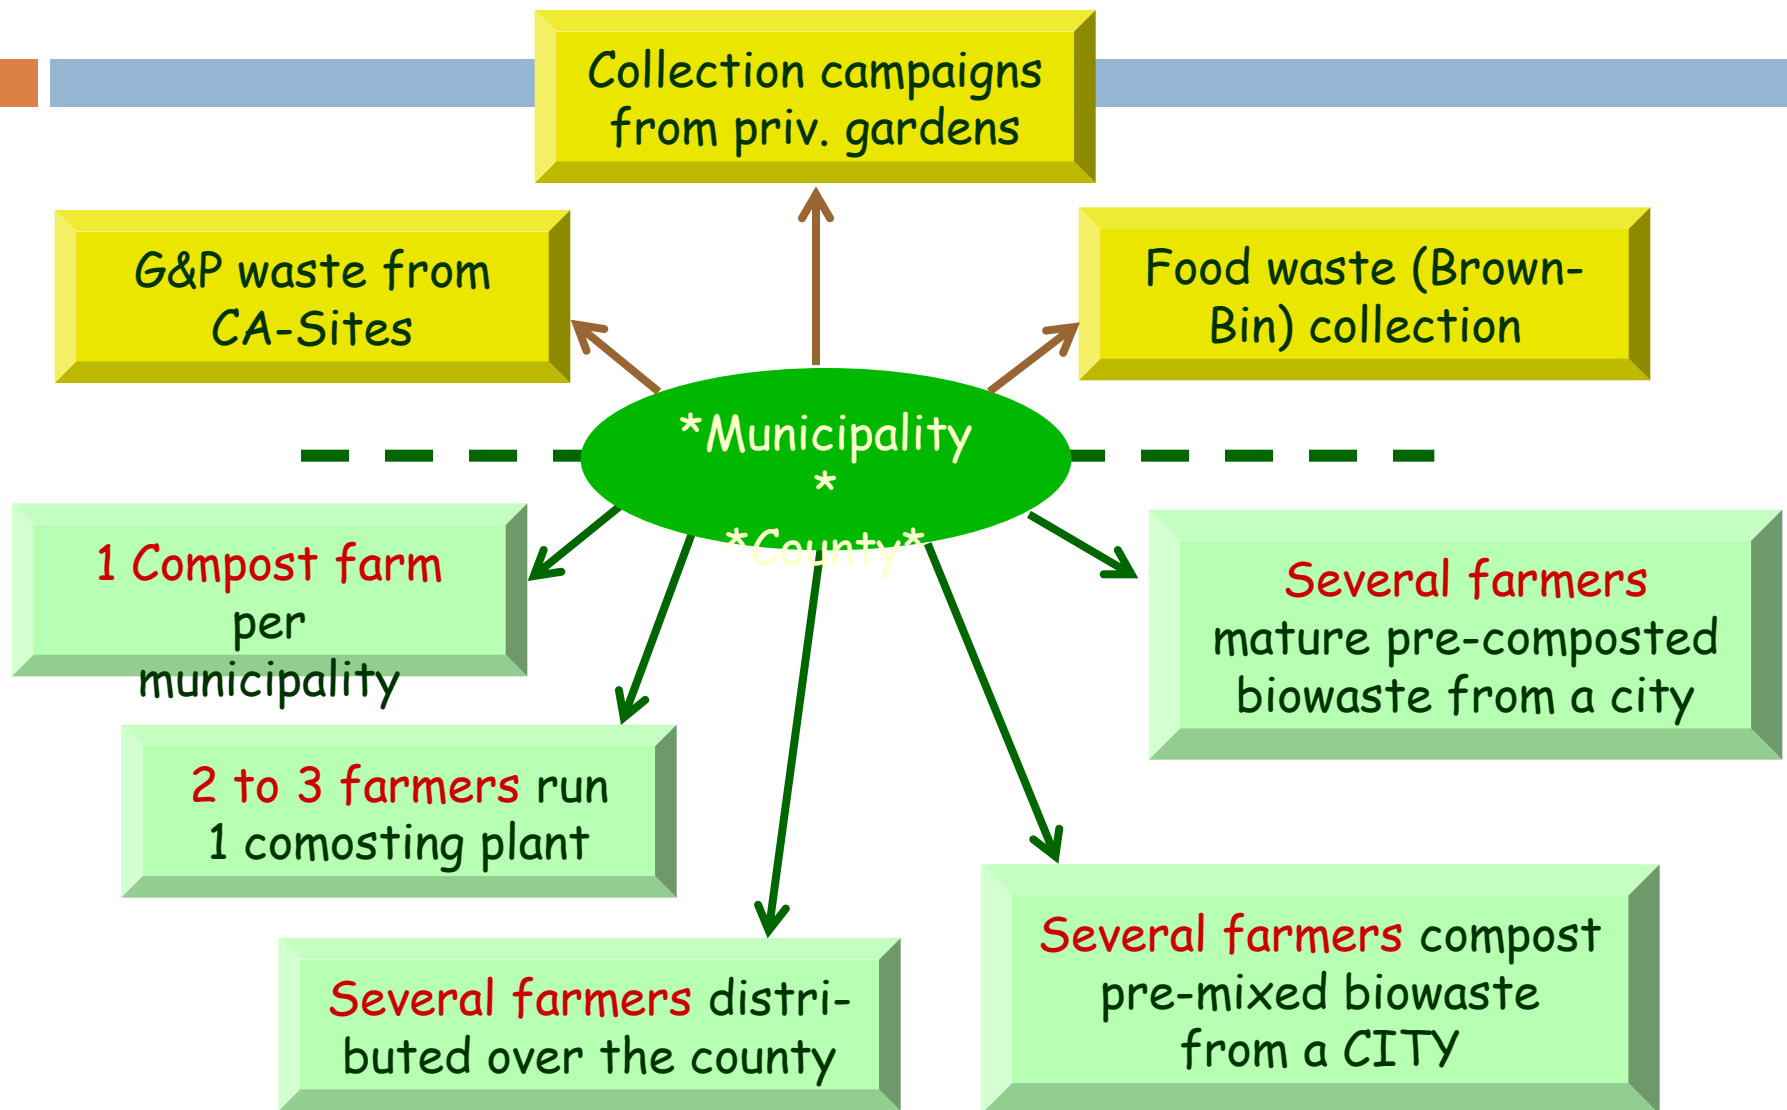 Collection campaigns
from priv. gardens
G&P waste from
CA-Sites
Food waste (Brown-
Bin) collection
*Municipality
*
*County*
1 Compost farm
per
municipality
Several farmers
mature pre-composted
biowaste from a city
2 to 3 farmers run
1 comosting plant
Several farmers distri-
buted over the county
Several farmers compost
pre-mixed biowaste
from a CITY